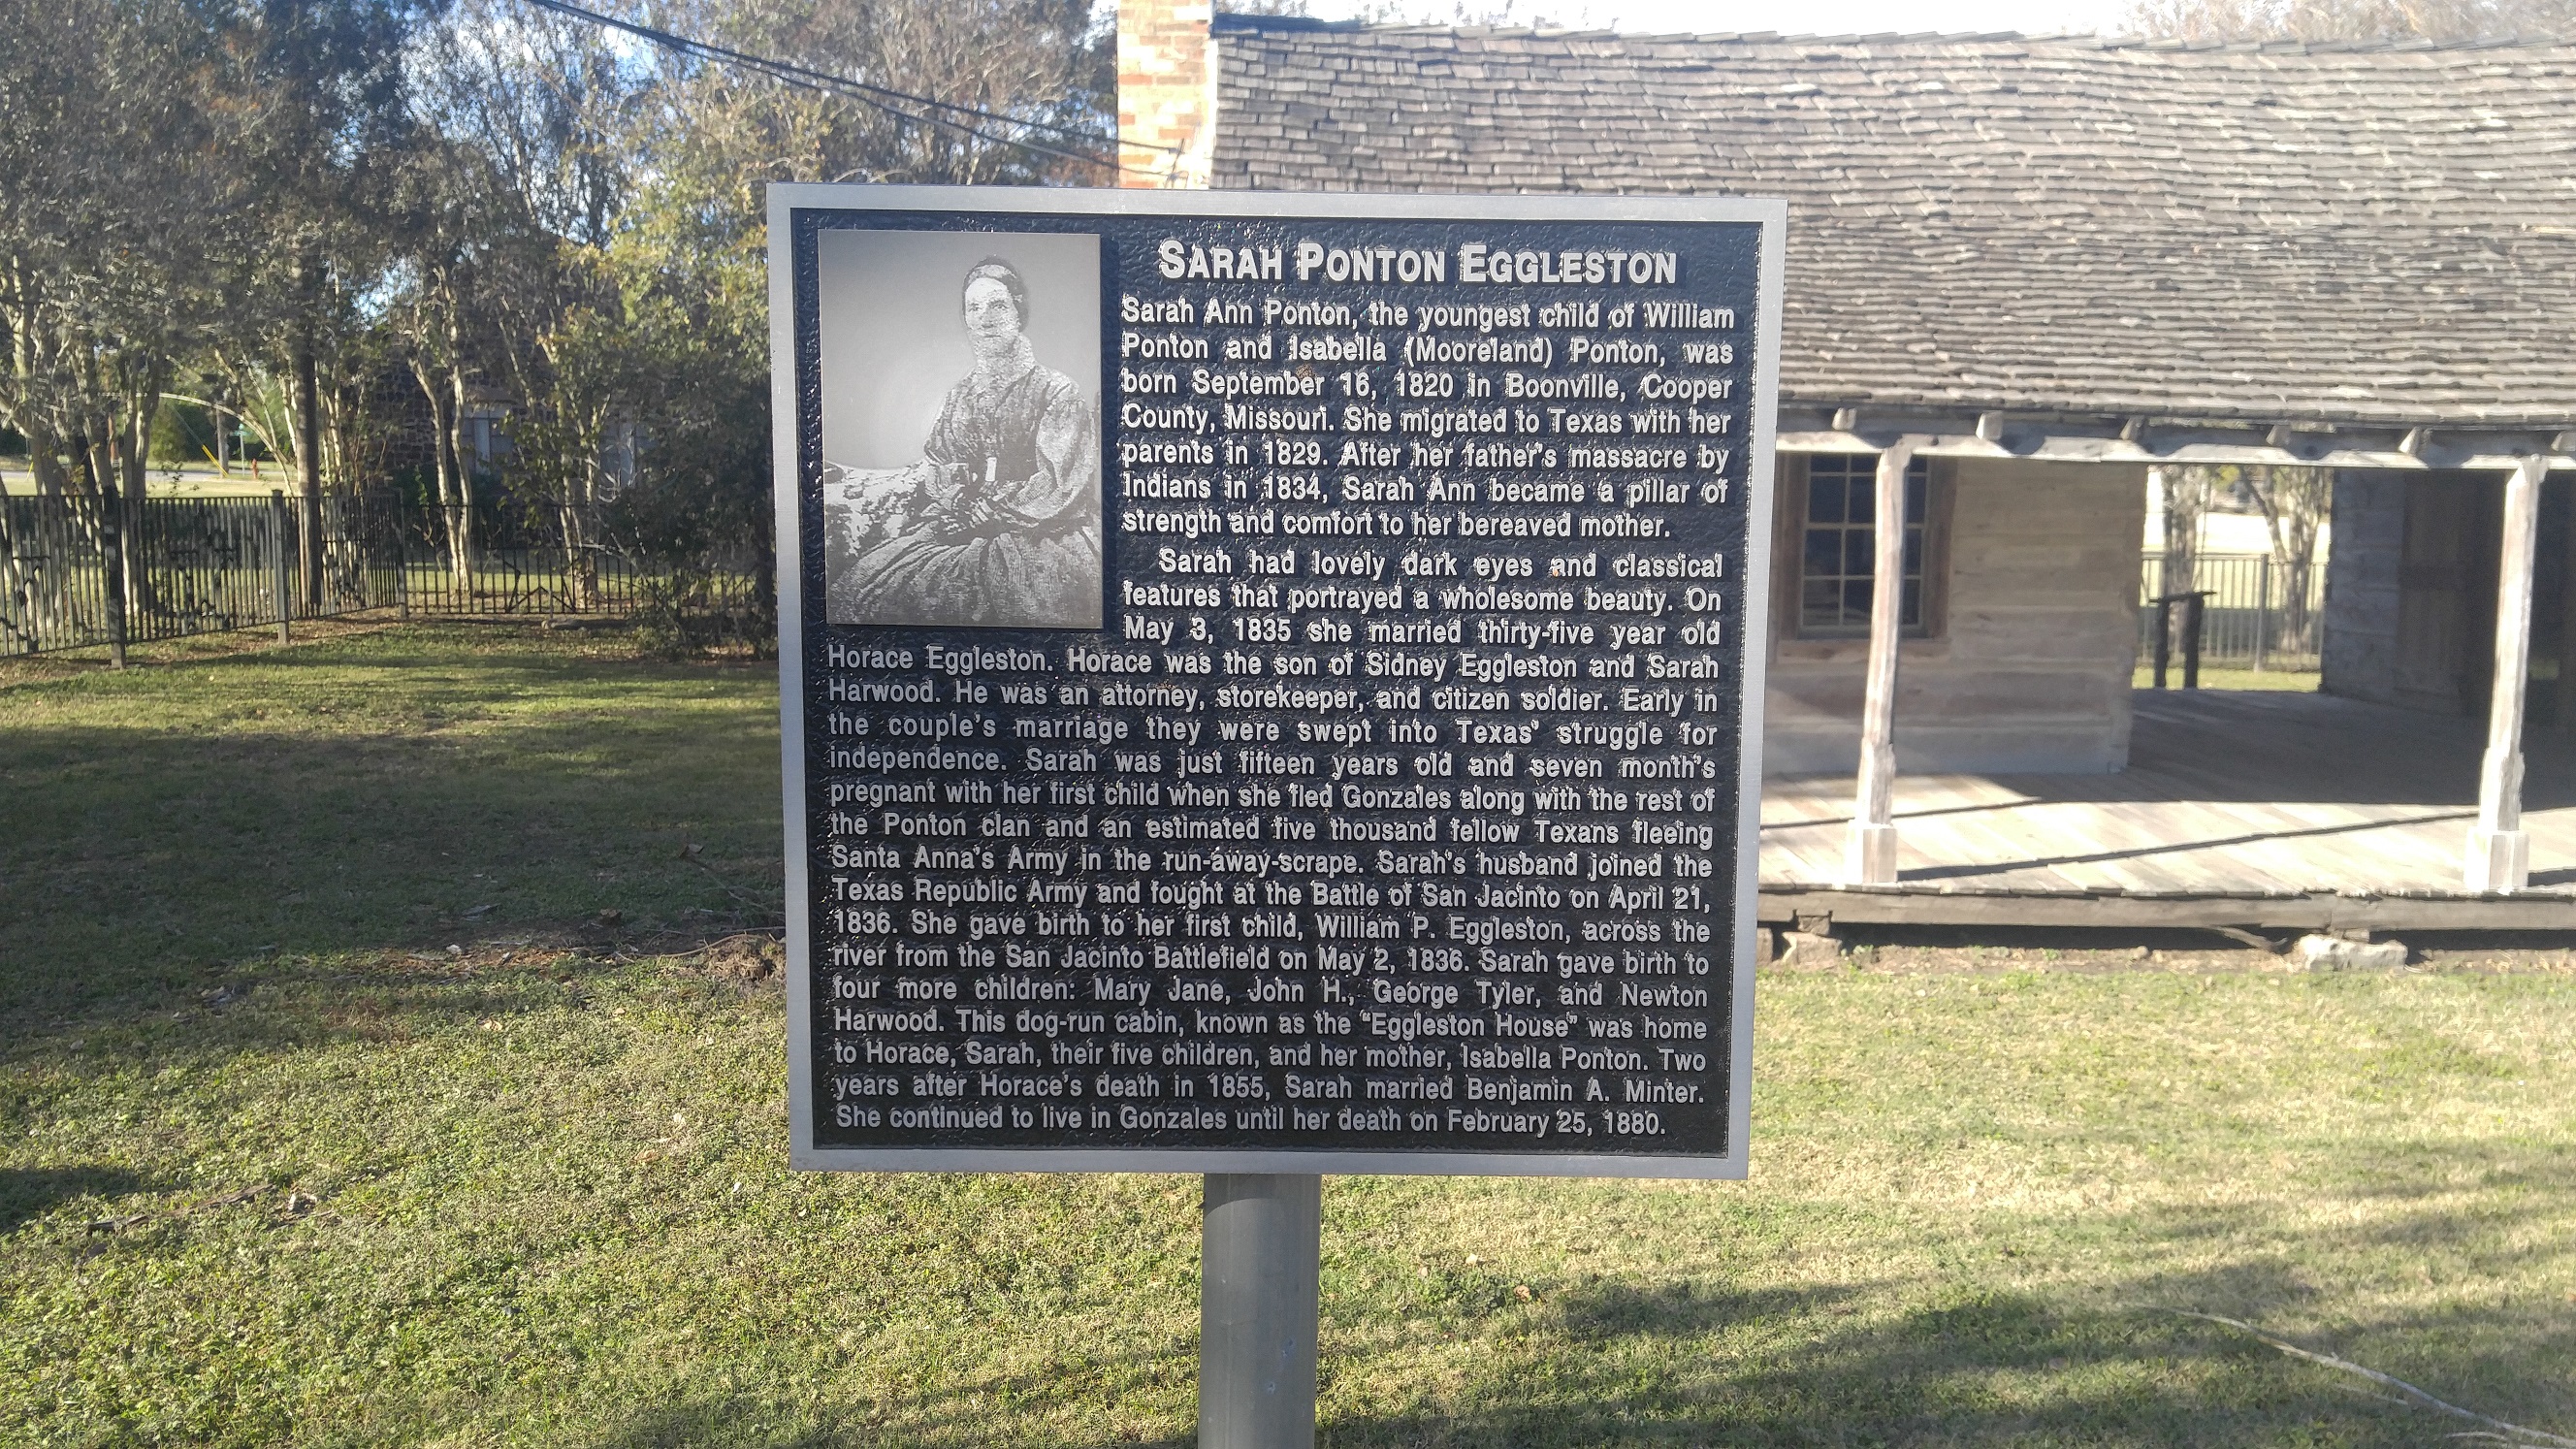 SARAH PONTON EGGLESTON
Sarah Ann Ponton, the youngest child of William
Ponton and Isabella (Mooreland) Ponton, was
born September 16, 1820 in Boonville, Cooper
County, Missouri. She migrated to Texas with her
parents in 1829. After her father's massacre by
Indians in 1834, Sarah Ann became a pillar of
strength and comfort to her bereaved mother.
Sarah had lovely dark eyes and classical
features that portrayed a wholesome beauty. On
May 3, 1835 she married thirty-five year old
Horace Eggleston. Horace was the son of Sidney Eggleston and Sarah
Harwood. He was an attorney, storekeeper, and citizen soldier. Early in
the couple's marriage they were swept into Texas' struggle for
independence. Sarah was just fifteen years old and seven month's
pregnant with her first child when she fled Gonzales along with the rest of
the Ponton clan and an estimated five thousand fellow Texans fleeing
Santa Anna's Army in the run-away-scrape. Sarah's husband joined the
Texas Republic Army and fought at the Battle of San Jacinto on April 21,
1836. She gave birth to her first child, William P. Eggleston, across the
river from the San Jacinto Battlefield on May 2, 1836. Sarah gave birth to
four more children: Mary Jane, John H., George Tyler, and Newton
Harwood. This dog-run cabin, known as the "Eggleston House" was home
to Horace, Sarah, their five children, and her mother, Isabella Ponton. Two
years after Horace's death in 1855, Sarah married Benjamin A. Minter.
She continued to live in Gonzales until her death on February 25, 1880.